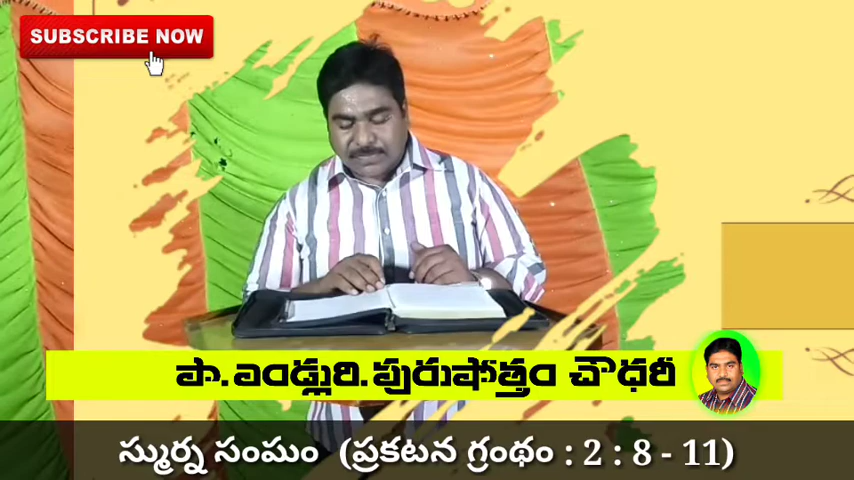 SUBSCRIBE NOW
పా. ఎండ్లురి. పురుషోత్తం చౌధరీ
స్ముర్న సంఘం (ప్రకటన గ్రంథం : 2 : 8 - 11)